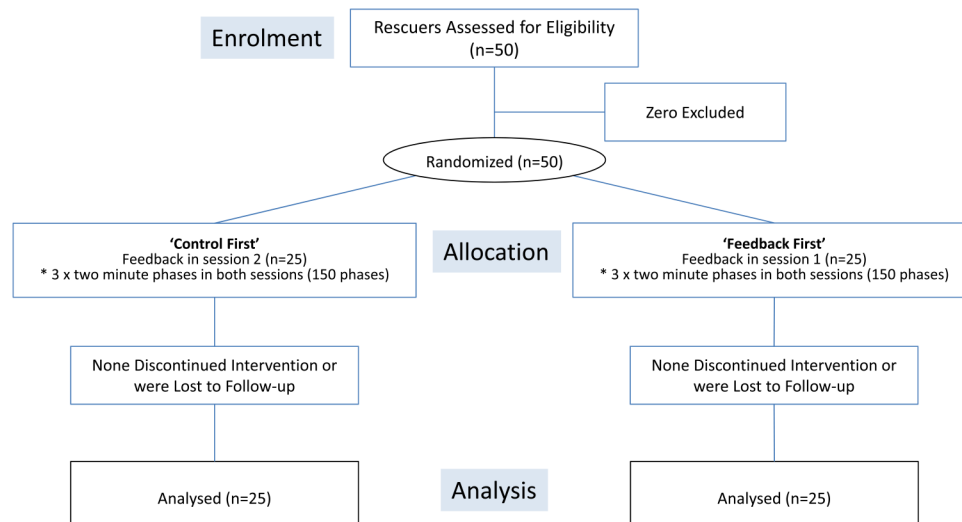 Enrolment
Rescuers Assessed for Eligibility
(n=50)
Zero Excluded
Randomized (n=50)
'Control First'
Feedback in session 2 (n=25)
* 3 x two minute phases in both sessions (150 phases)
Allocation
'Feedback First'
Feedback in session 1 (n=25)
* 3 x two minute phases in both sessions (150 phases)
None Discontinued Intervention or
were Lost to Follow-up
None Discontinued Intervention or
were Lost to Follow-up
Analysed (n=25)
Analysis
Analysed (n=25)